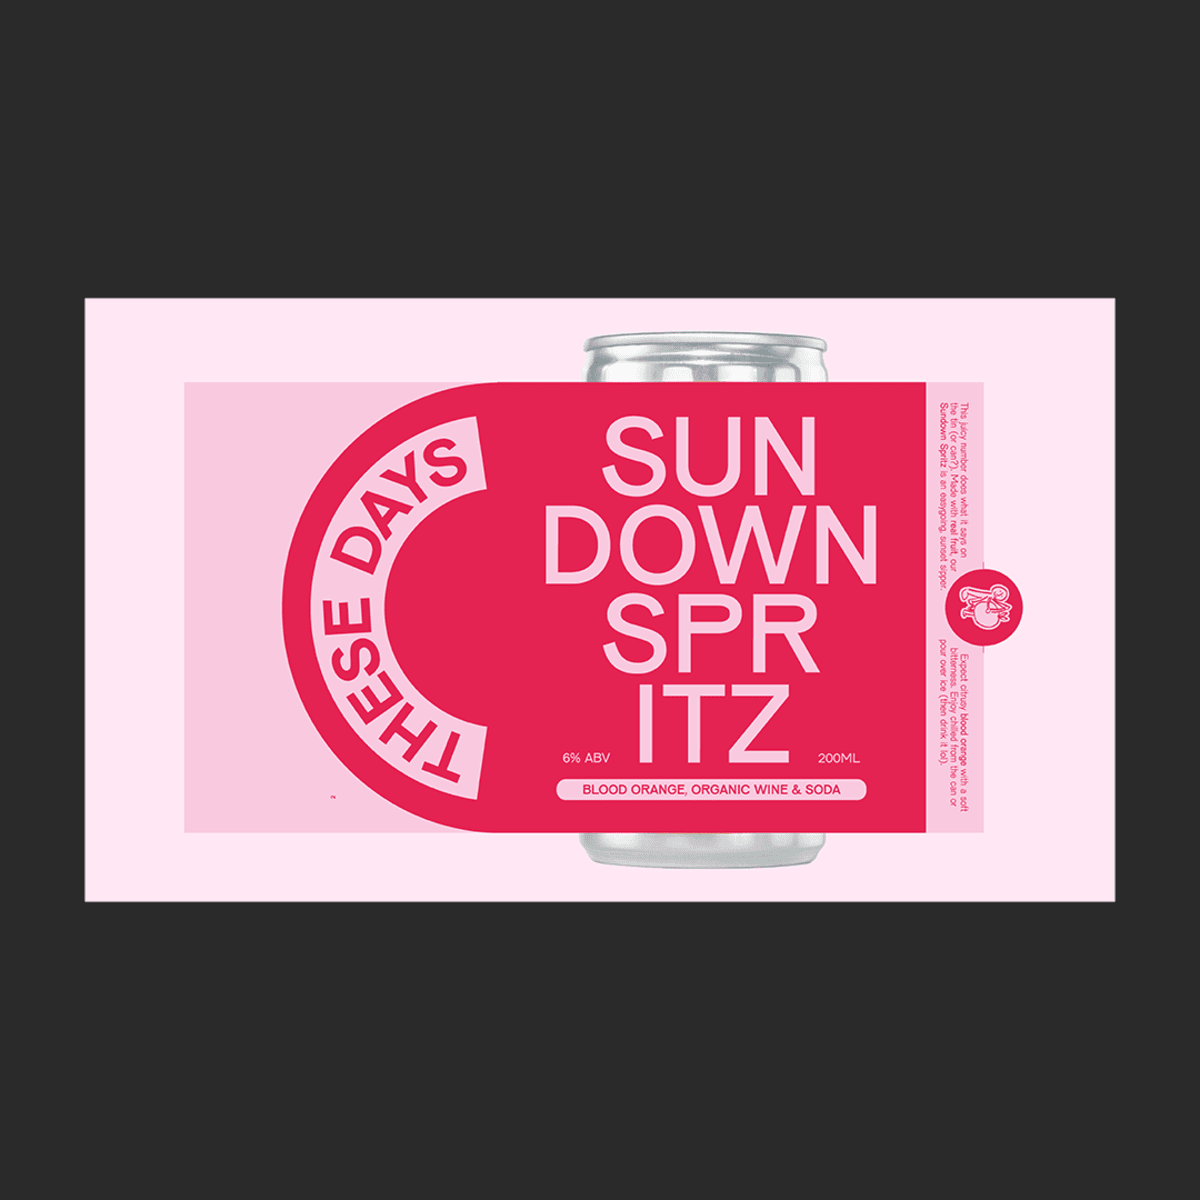 THESE DAYS
SUN
DOWN
SPR
ITZ
6% ABV
200ML
BLOOD ORANGE, ORGANIC WINE & SODA
This juicy number does what it says on
the tin (or can?). Made with real fruit, our
Sundown Spritz is an easygoing, sunset sipper.
Expect citrusy blood orange with a soft
bitterness. Enjoy chilled from the can or
pour over ice (then drink it lol).